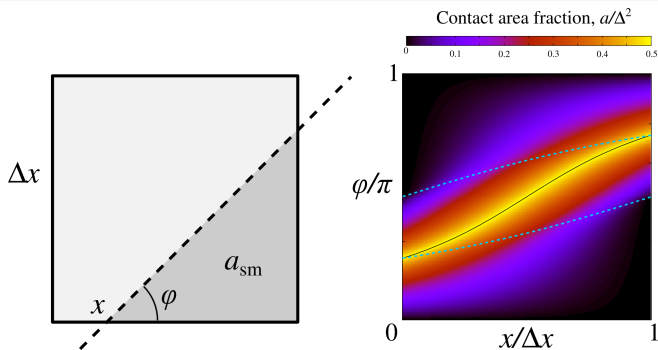 Contact area fraction, a/Δ²
0 0.1 0.2 0.3 0.4 0.5
Δx
x
φ
a_sm
1
φ/π
0
x/Δx
1